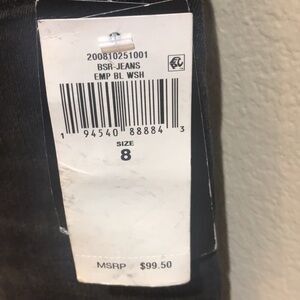 200810251001
BSR-JEANS
EMP BL WSH
1 94540 88884 3
SIZE
8
MSRP $99.50